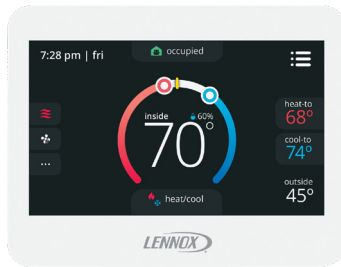 7:28 pm | fri
occupied
inside
60%
70°
heat-to
68°
cool-to
74°
outside
45°
...
heat/cool
LENNOX